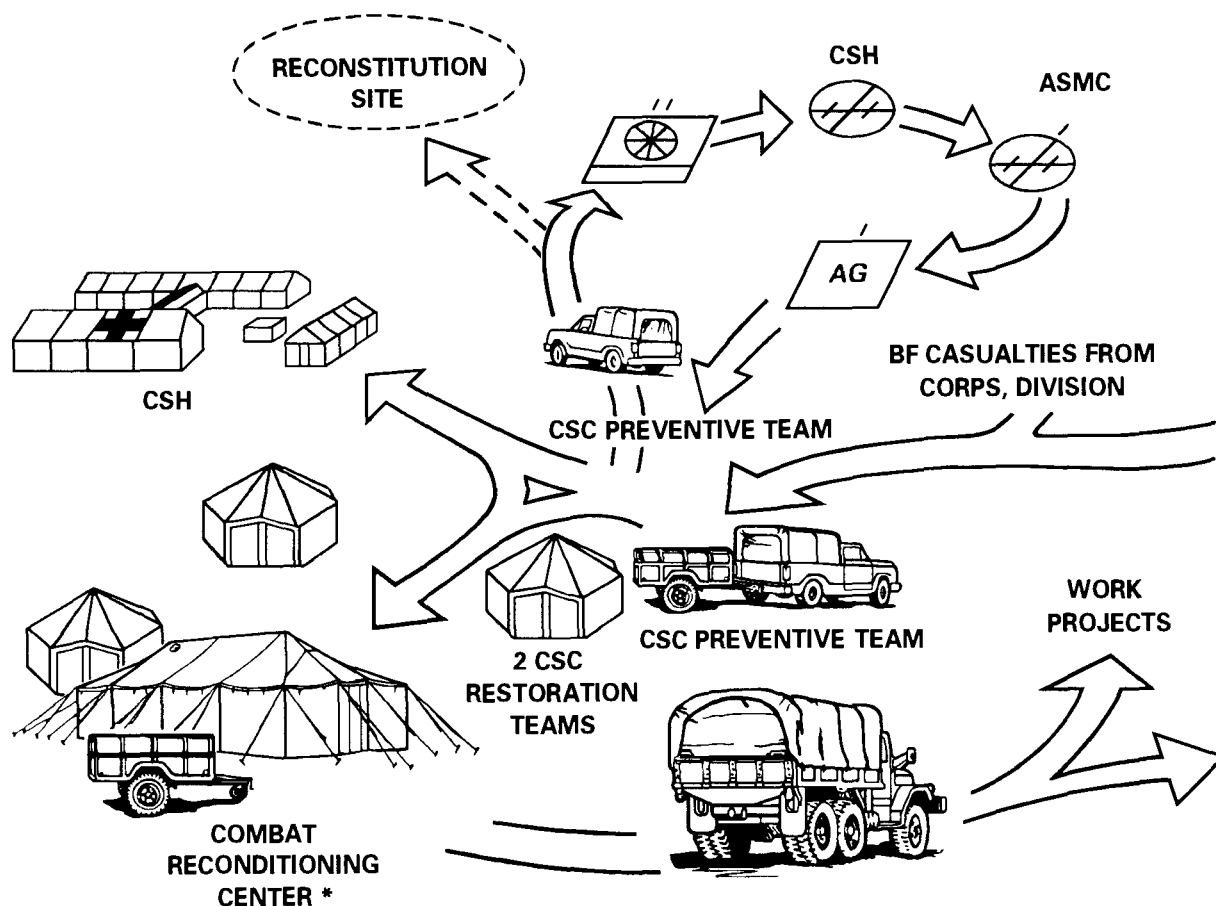 RECONSTITUTION
SITE
CSH
ASMC
AG
BF CASUALTIES FROM
CORPS, DIVISION
CSH
CSC PREVENTIVE TEAM
CSC PREVENTIVE TEAM
WORK
PROJECTS
2 CSC
RESTORATION
TEAMS
COMBAT
RECONDITIONING
CENTER *